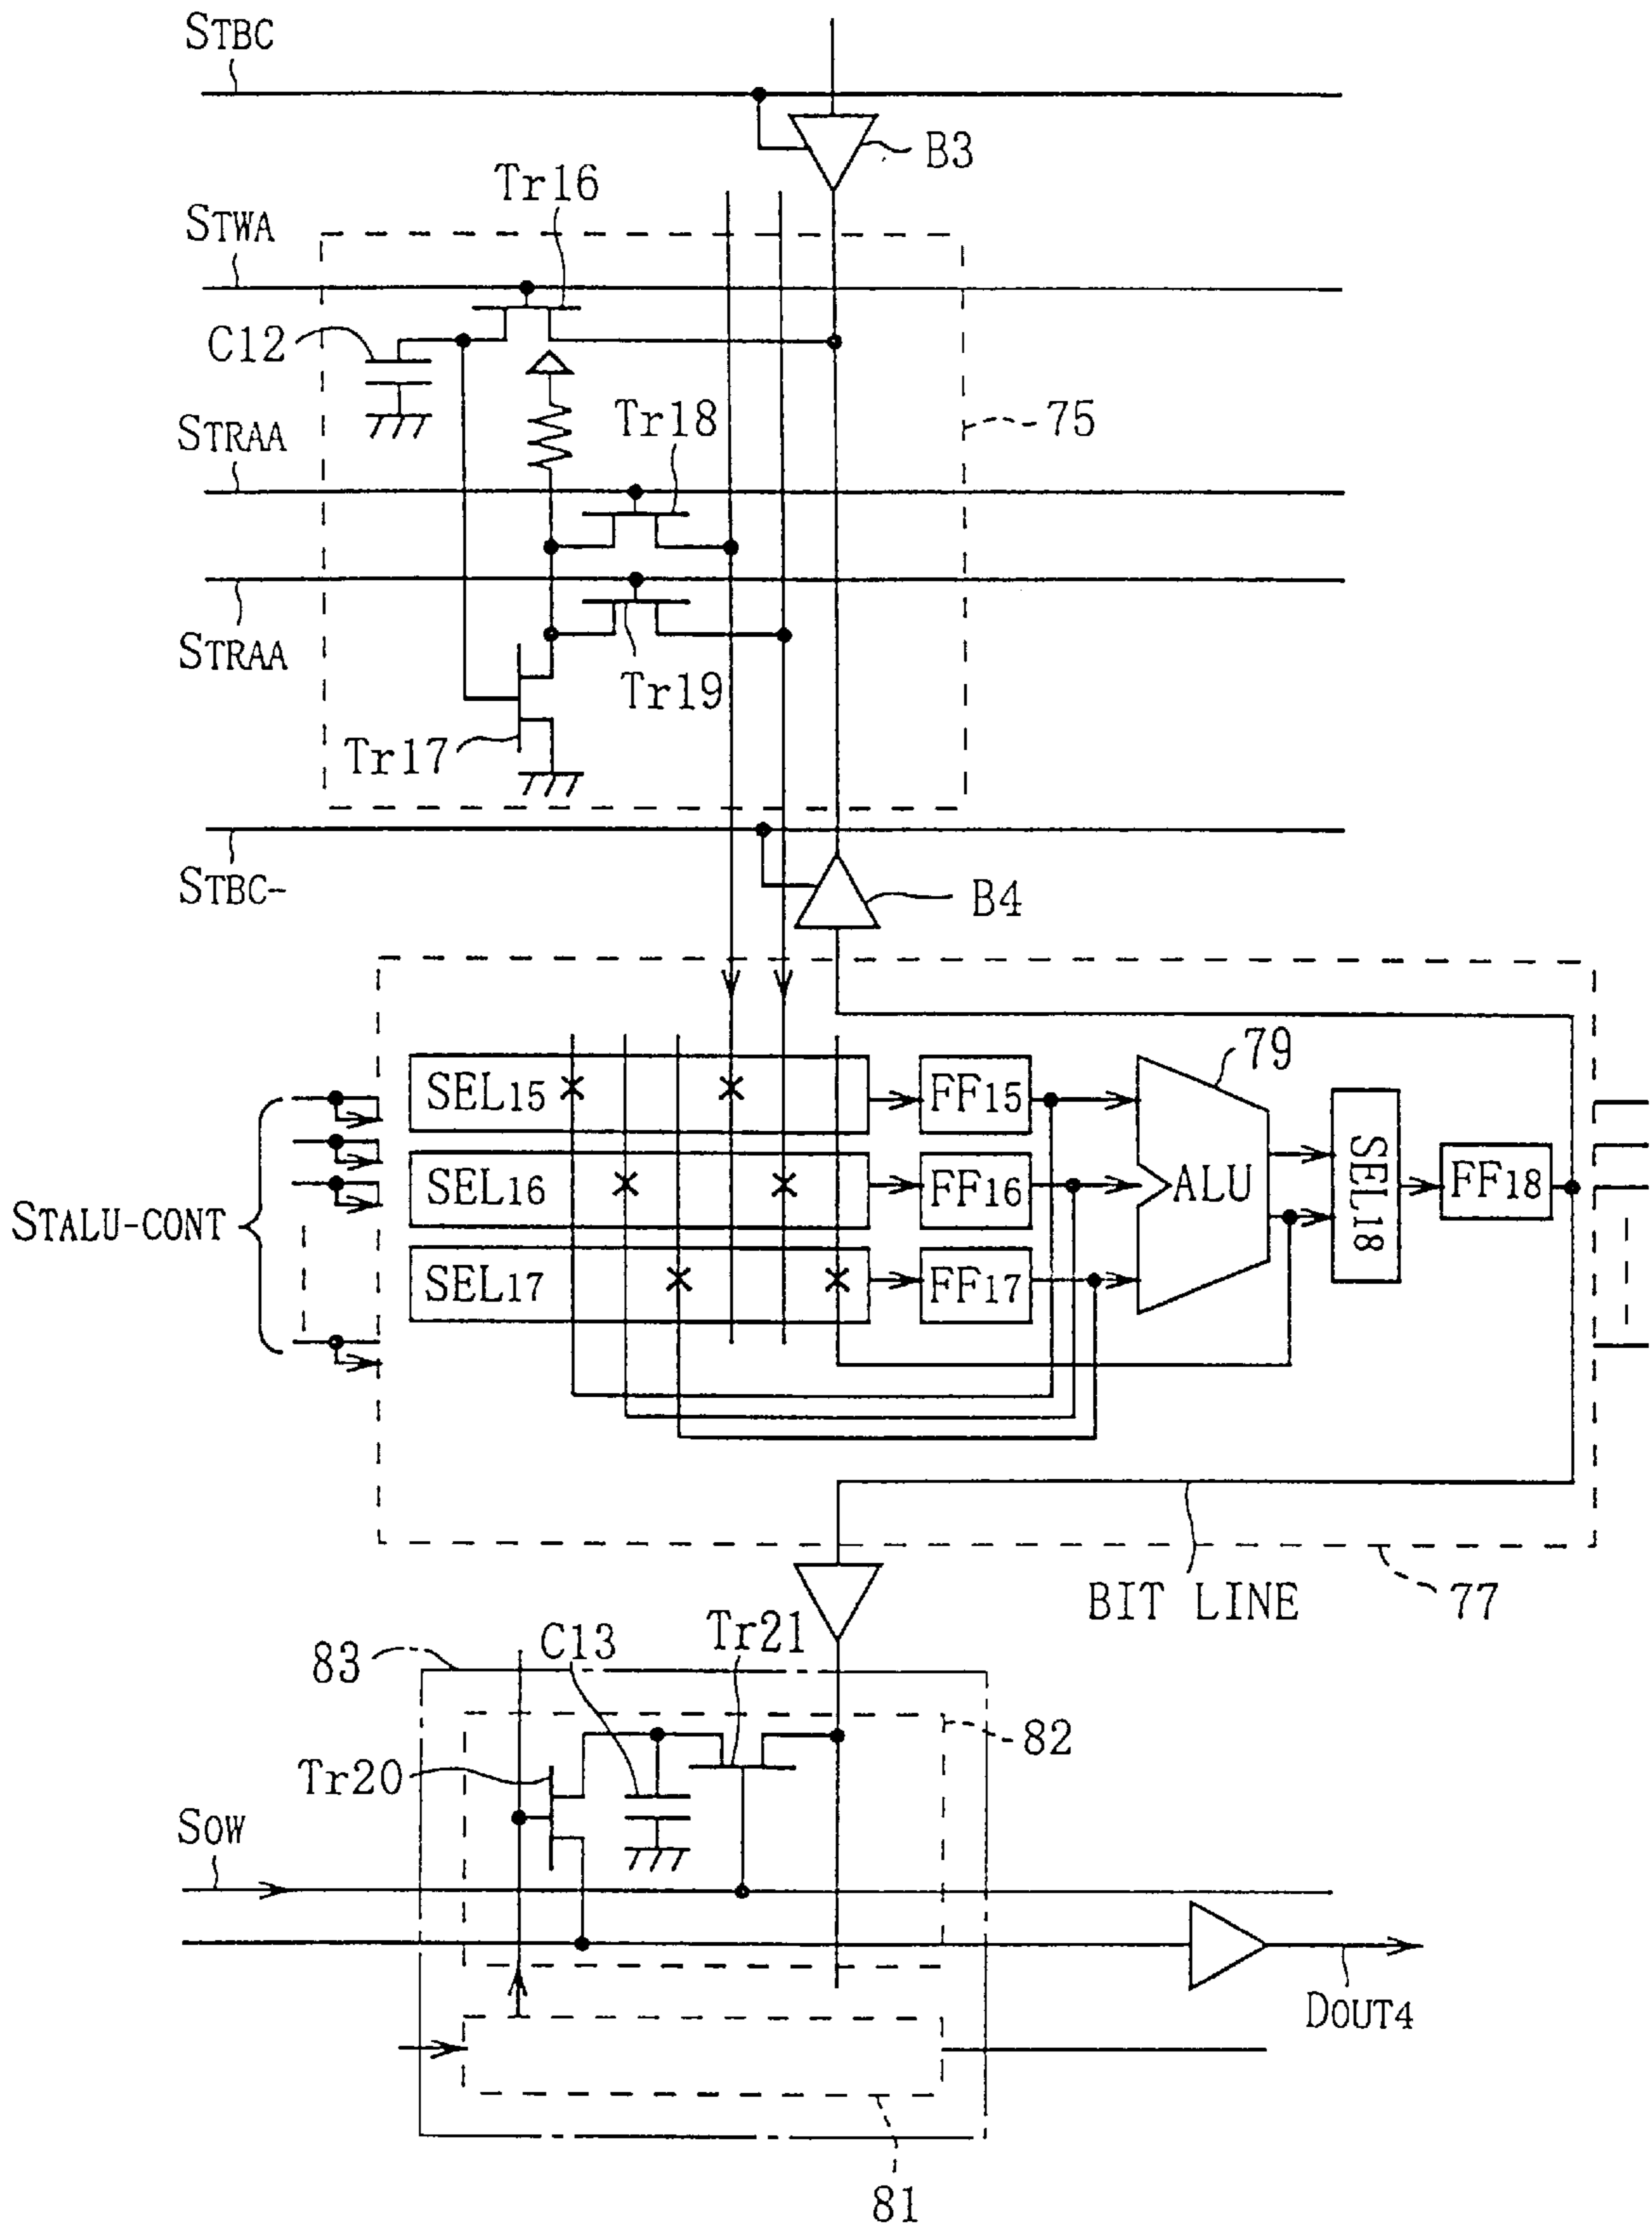 STBC
B3
Tr16
STWA
C12
Tr18
75
STRAA
STRAA
Tr19
Tr17
STBC-
B4
79
SEL15
FF15
SEL16
FF16
ALU
SEL18
FF18
STALU-CONT
SEL17
FF17
BIT LINE
77
83
C13
Tr21
82
Tr20
SOW
DOUT4
81